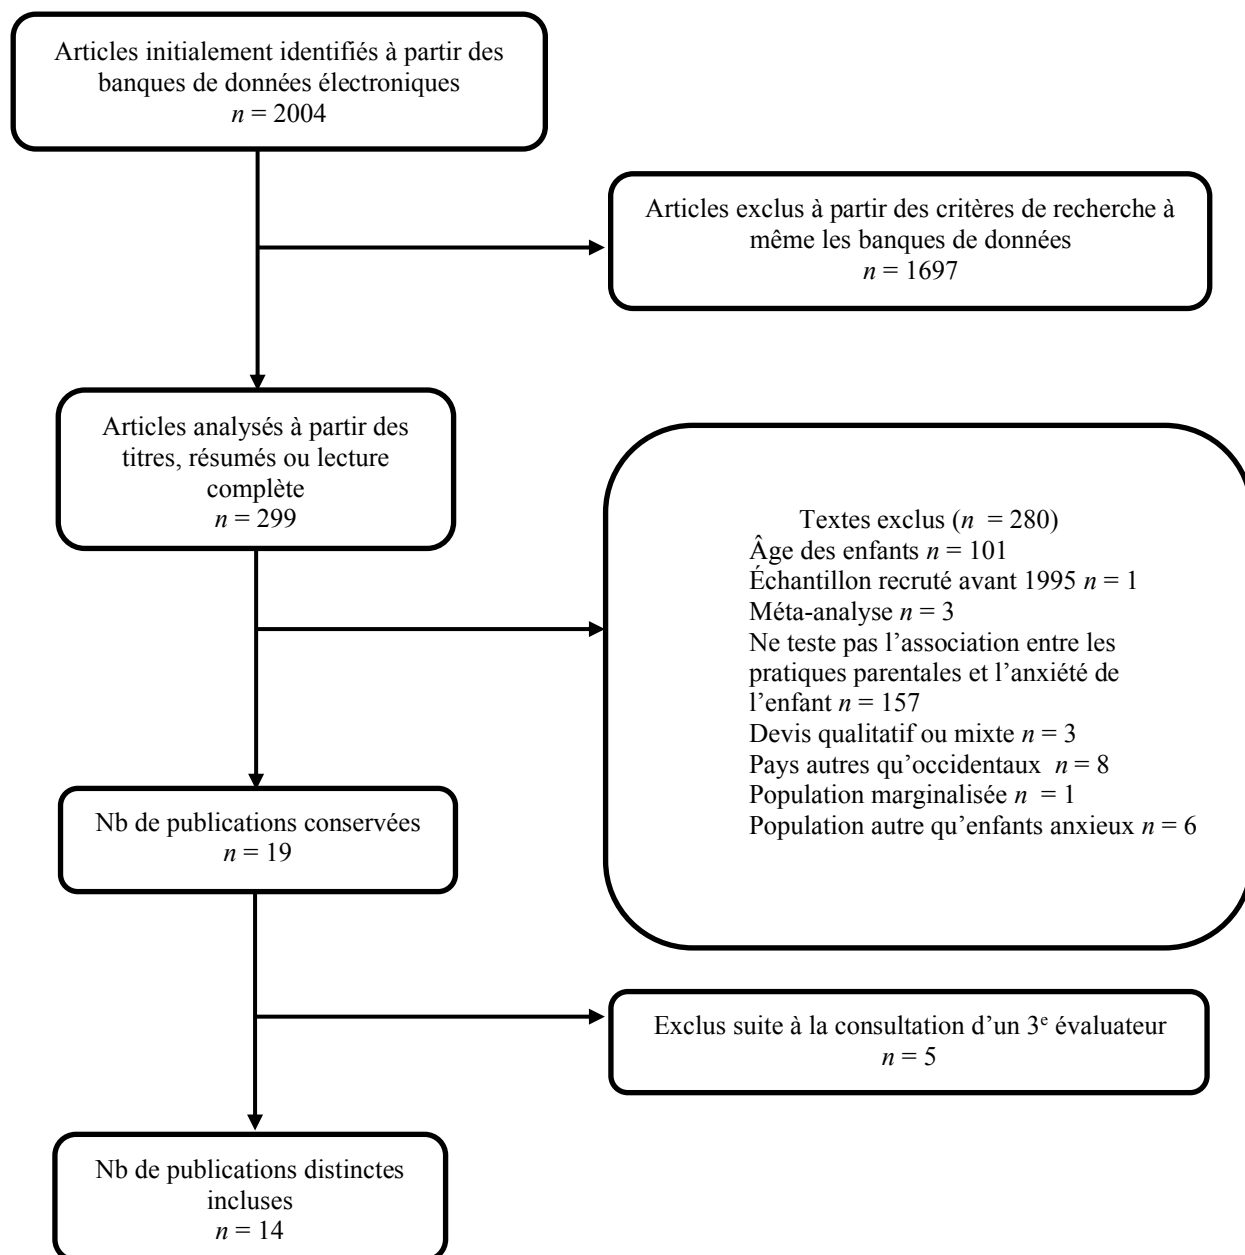 Articles initialement identifiés à partir des
banques de données électroniques
n = 2004
Articles exclus à partir des critères de recherche à
même les banques de données
n = 1697
Articles analysés à partir des
titres, résumés ou lecture
complète
n = 299
Textes exclus (n = 280)
Âge des enfants n = 101
Échantillon recruté avant 1995 n = 1
Méta-analyse n = 3
Ne teste pas l’association entre les
pratiques parentales et l’anxiété de
l’enfant n = 157
Devis qualitatif ou mixte n = 3
Pays autres qu’occidentaux n = 8
Population marginalisée n = 1
Population autre qu’enfants anxieux n = 6
Nb de publications conservées
n = 19
Exclus suite à la consultation d’un 3e évaluateur
n = 5
Nb de publications distinctes
incluses
n = 14